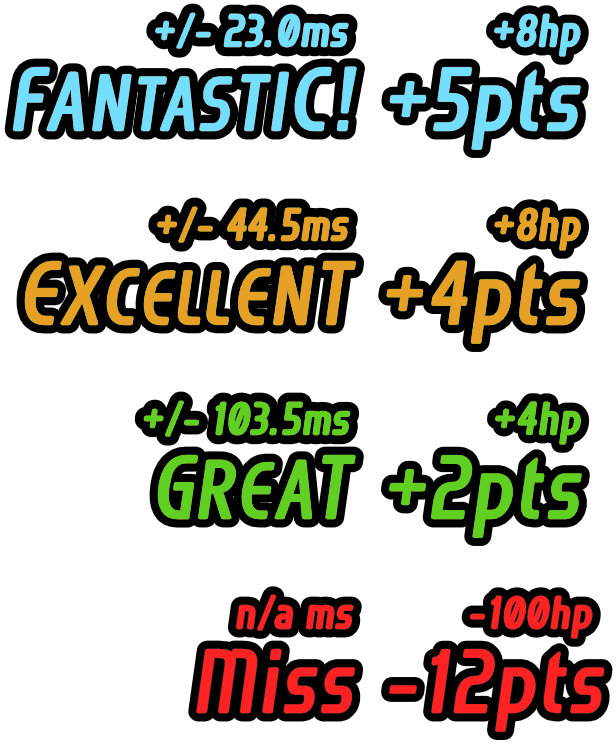 +/- 23.0ms +8hp
FANTASTIC! +5pts
+/- 44.5ms +8hp
EXCELLENT +4pts
+/- 103.5ms +4hp
GREAT +2pts
n/a ms -100hp
Miss -12pts